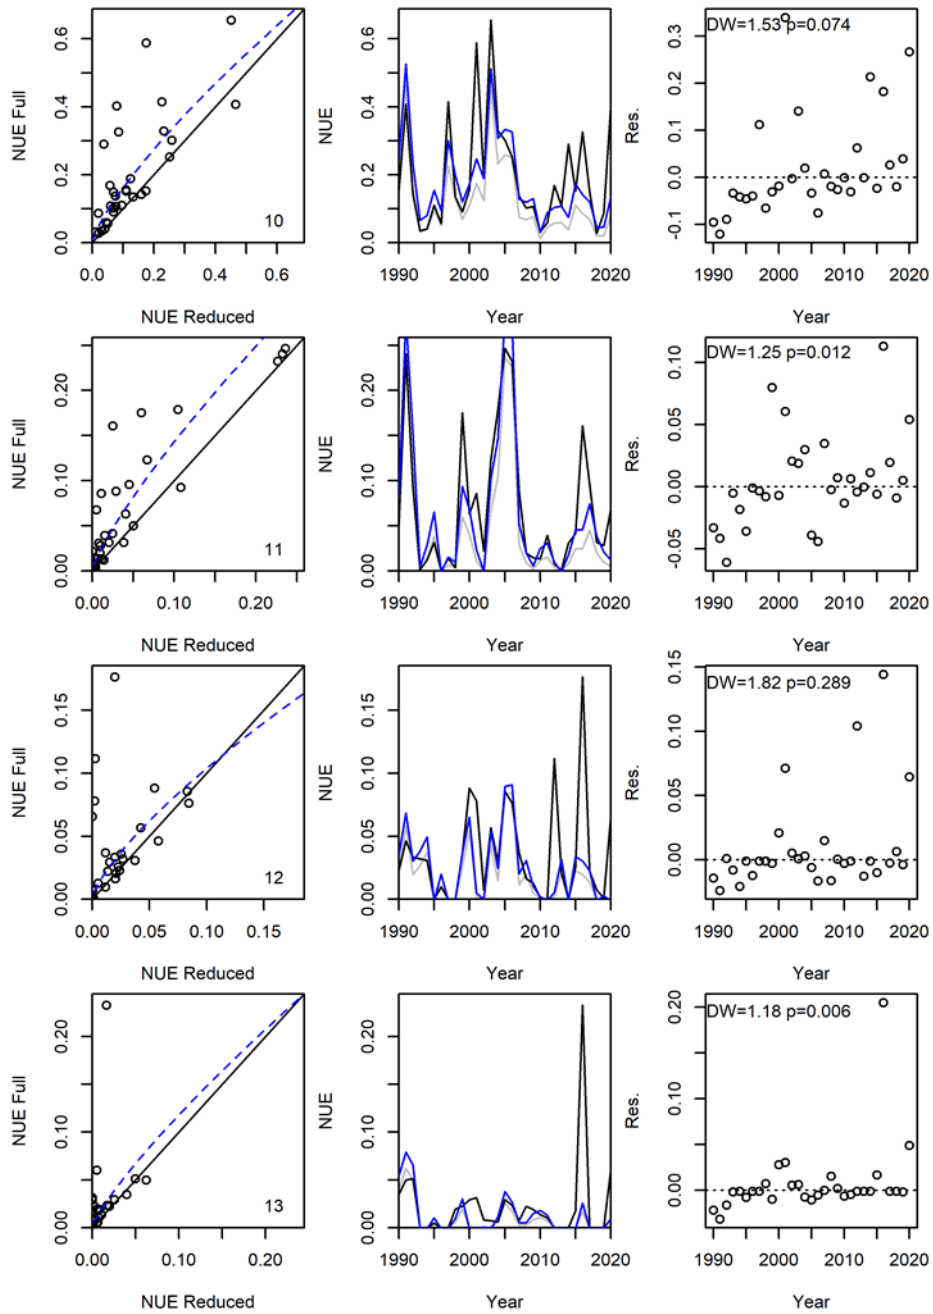 NUE Full
0.0 0.2 0.4 0.6
10
0.0 0.2 0.4 0.6
NUE Reduced
NUE
0.0 0.2 0.4 0.6
1990 2000 2010 2020
Year
Res.
-0.1 0.0 0.1 0.2 0.3
DW=1.53 p=0.074
1990 2000 2010 2020
Year
NUE Full
0.00 0.10 0.20
11
0.00 0.10 0.20
NUE Reduced
NUE
0.00 0.10 0.20
1990 2000 2010 2020
Year
Res.
-0.05 0.00 0.05 0.10
DW=1.25 p=0.012
1990 2000 2010 2020
Year
NUE Full
0.00 0.05 0.10 0.15
12
0.00 0.05 0.10 0.15
NUE Reduced
NUE
0.00 0.05 0.10 0.15
1990 2000 2010 2020
Year
Res.
0.00 0.05 0.10 0.15
DW=1.82 p=0.289
1990 2000 2010 2020
Year
NUE Full
0.00 0.10 0.20
13
0.00 0.10 0.20
NUE Reduced
NUE
0.00 0.10 0.20
1990 2000 2010 2020
Year
Res.
0.00 0.10 0.20
DW=1.18 p=0.006
1990 2000 2010 2020
Year